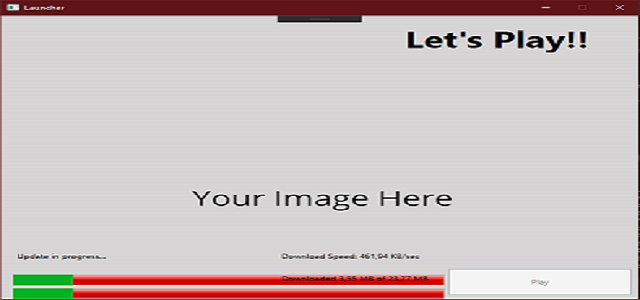 Launcher
Let's Play!!
Your Image Here
Update in progress...
Download Speed: 461,94 KB/sec
Downloaded 3,55 MB of 23,77 MB
Play